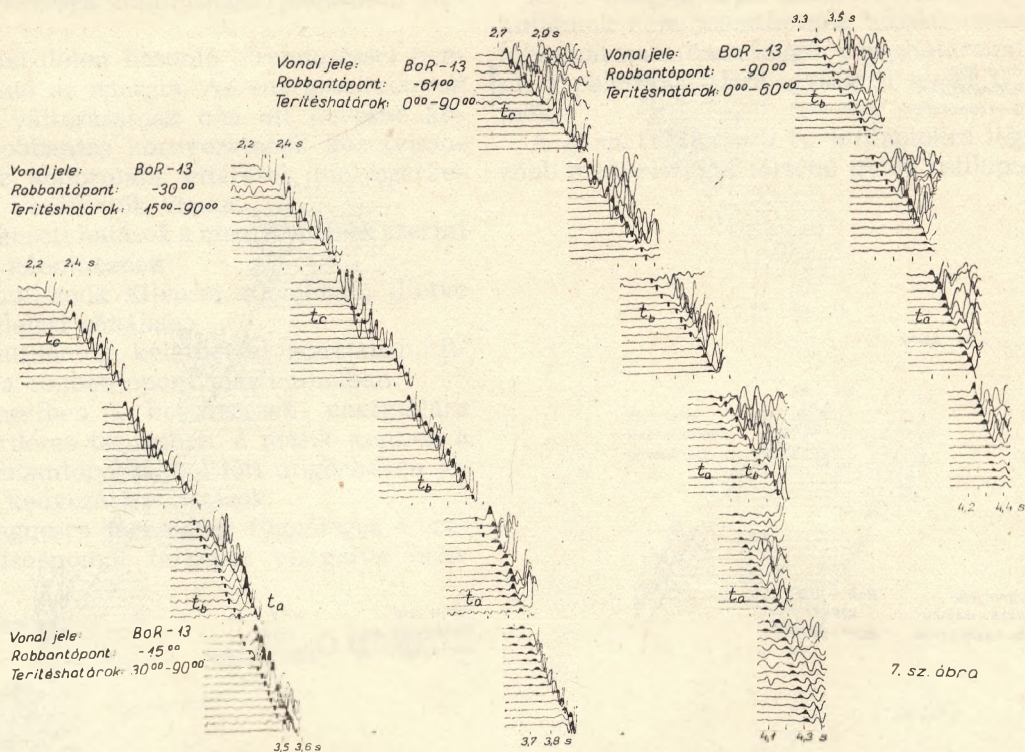 2,7 2,9 s
3,3 3,5 s
Vonal jele: BoR-13
Robbantópont: -61⁰⁰
Terítéshatárok: 0⁰⁰-90⁰⁰
Vonal jele: BoR-13
Robbantópont: -90⁰⁰
Terítéshatárok: 0⁰⁰-60⁰⁰
t_c
t_b
2,2 2,4 s
Vonal jele: BoR-13
Robbantópont: -30⁰⁰
Terítéshatárok: 15⁰⁰-90⁰⁰
2,2 2,4 s
t_c
t_c
t_b
t_a
t_b
t_a
t_b
4,2 4,4 s
t_b
t_a
t_a
t_a
Vonal jele: BoR-13
Robbantópont: -15⁰⁰
Terítéshatárok: 30⁰⁰-90⁰⁰
7. sz. ábra
3,5 3,6 s
3,7 3,8 s
4,1 4,3 s